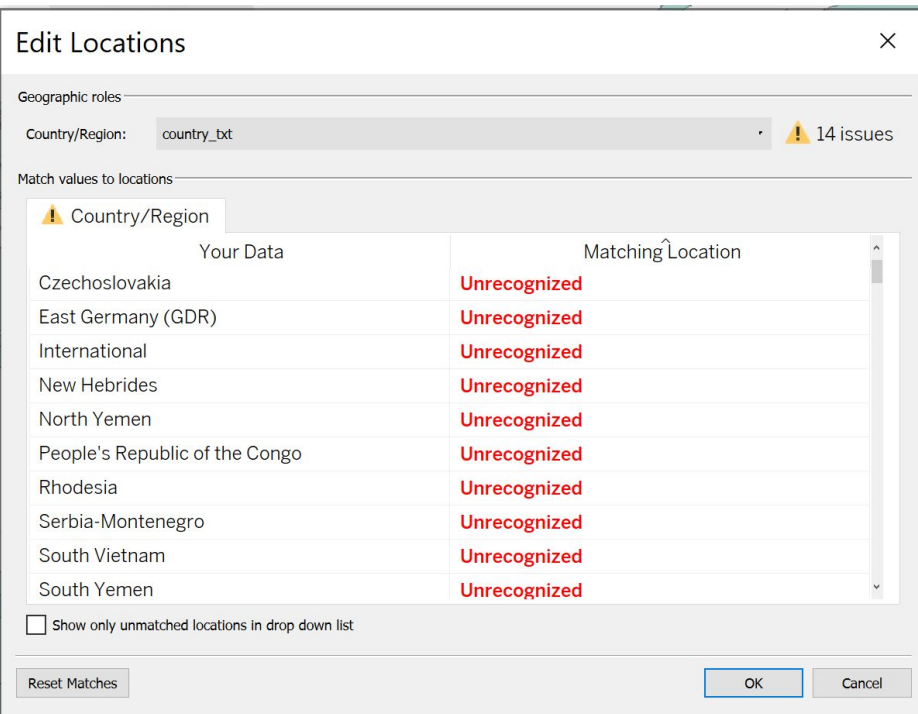 Edit Locations
Geographic roles
Country/Region: country_txt 14 issues
Match values to locations
Country/Region
Your Data Matching Location
Czechoslovakia Unrecognized
East Germany (GDR) Unrecognized
International Unrecognized
New Hebrides Unrecognized
North Yemen Unrecognized
People's Republic of the Congo Unrecognized
Rhodesia Unrecognized
Serbia-Montenegro Unrecognized
South Vietnam Unrecognized
South Yemen Unrecognized
Show only unmatched locations in drop down list
Reset Matches OK Cancel